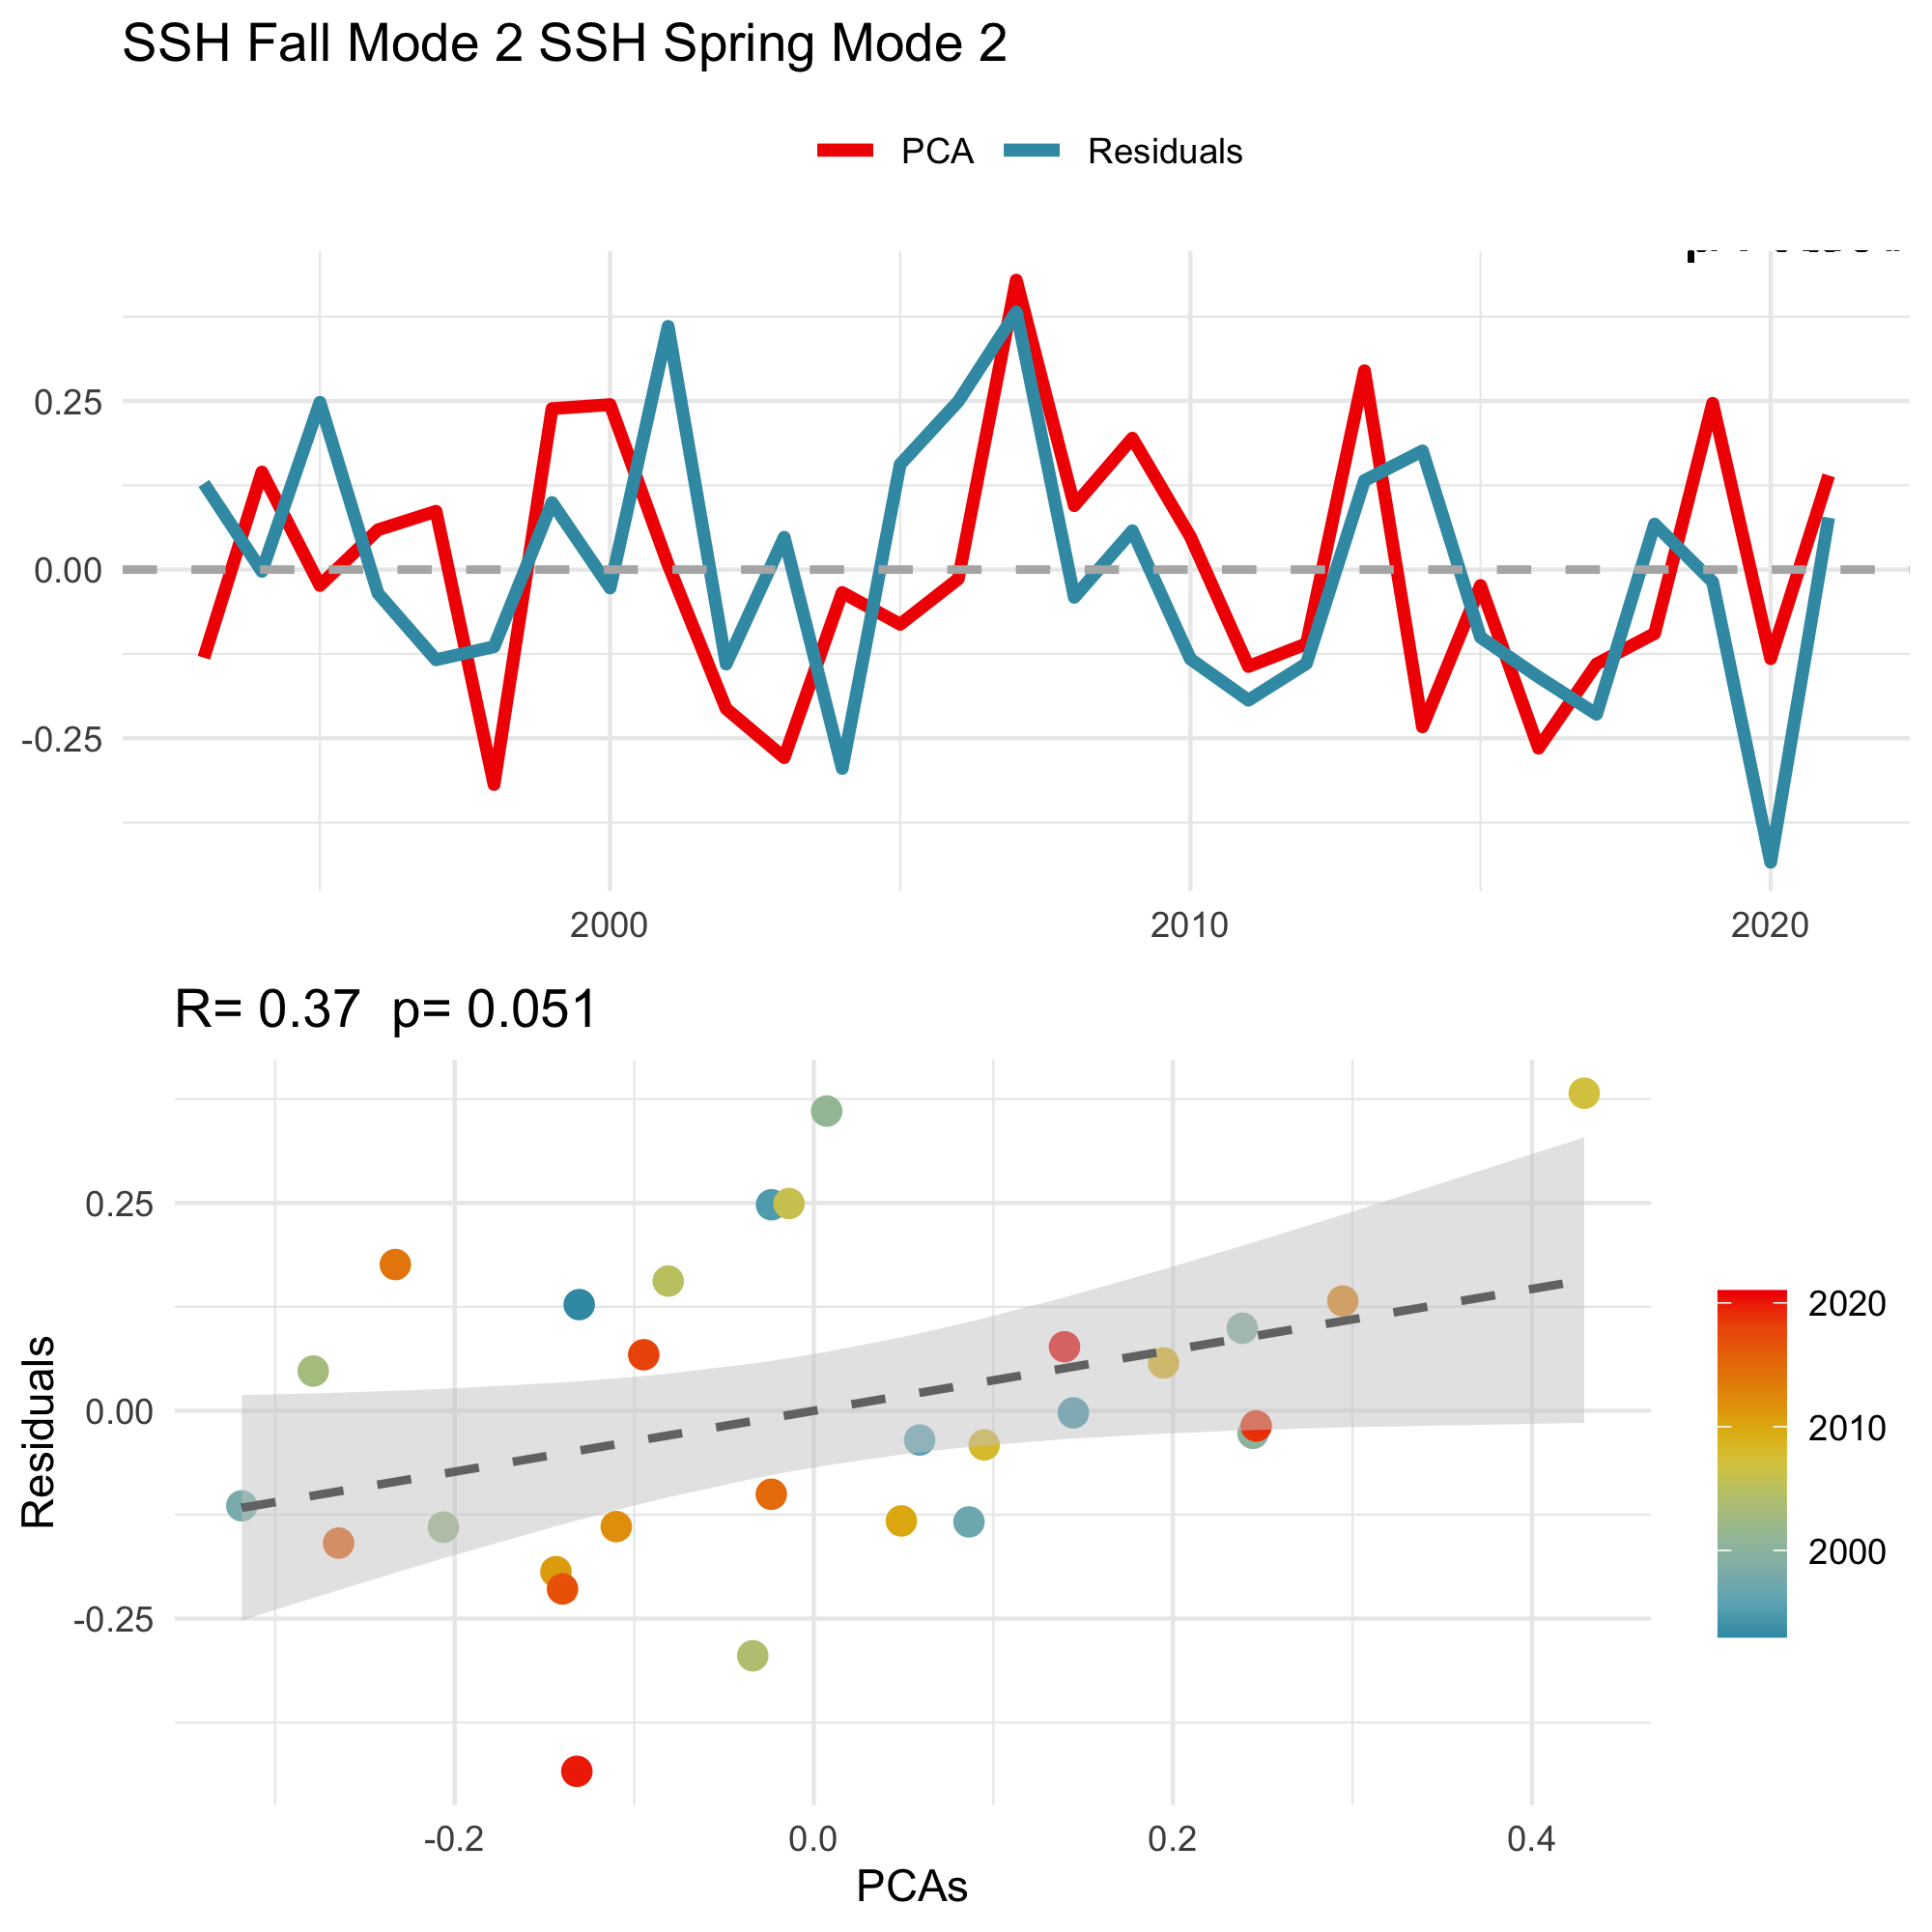 SSH Fall Mode 2 SSH Spring Mode 2
PCA Residuals
0.25
0.00
-0.25
2000 2010 2020
R= 0.37 p= 0.051
Residuals
0.25
0.00
-0.25
-0.2 0.0 0.2 0.4
PCAs
2020
2010
2000